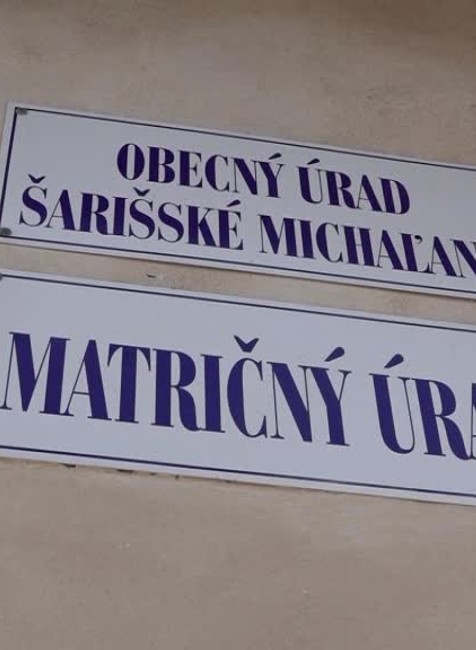 OBECNÝ ÚRAD
ŠARIŠSKÉ MICHAĽAN
MATRIČNÝ ÚRA